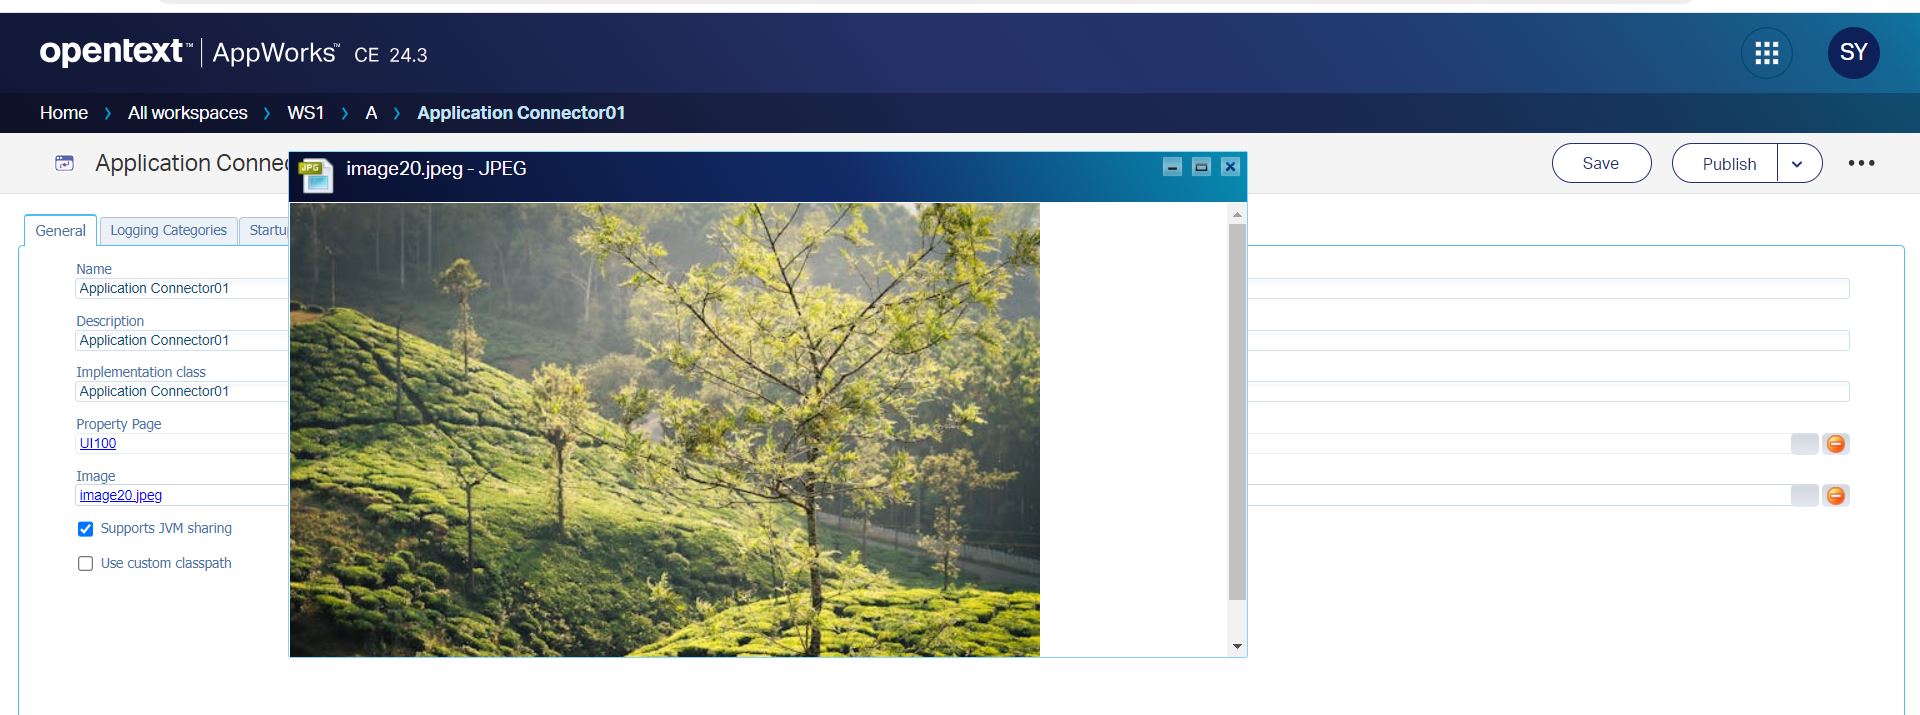 opentext™ | AppWorks™ CE 24.3
SY
Home > All workspaces > WS1 > A > Application Connector01
Application Connec
Save
Publish
image20.jpeg - JPEG
JPG
General
Logging Categories
Startu
Name
Application Connector01
Description
Application Connector01
Implementation class
Application Connector01
Property Page
UI100
Image
image20.jpeg
Supports JVM sharing
Use custom classpath